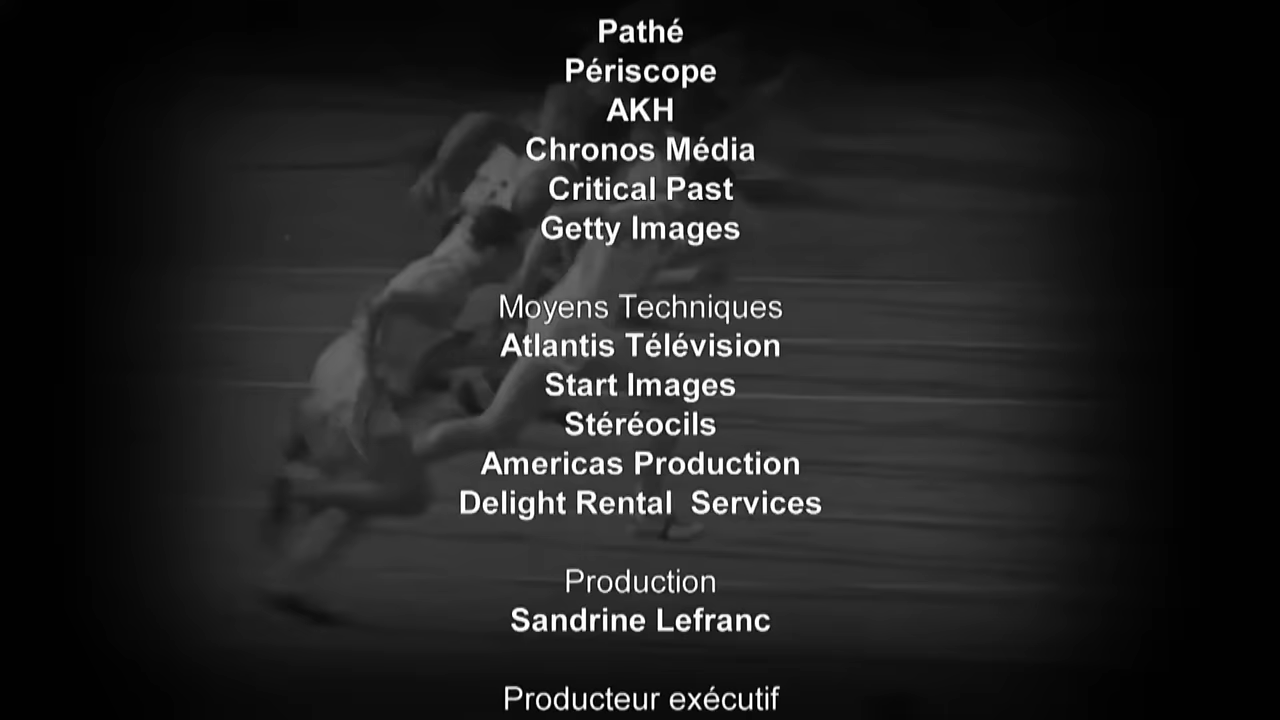 Pathé
Périscope
AKH
Chronos Média
Critical Past
Getty Images
Moyens Techniques
Atlantis Télévision
Start Images
Stéréocils
Americas Production
Delight Rental  Services
Production
Sandrine Lefranc
Producteur exécutif